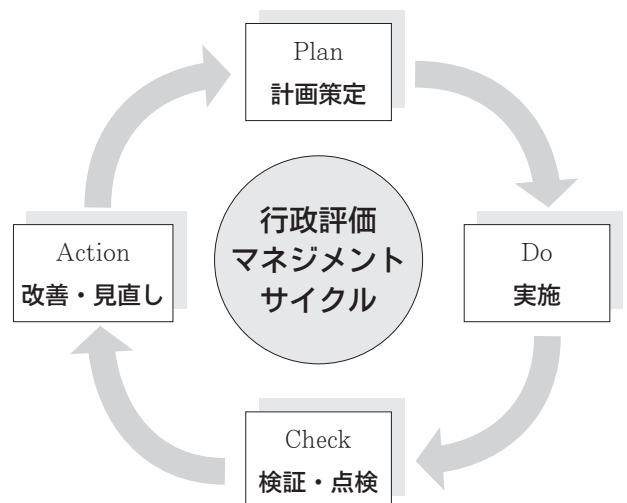 Plan
計画策定
Do
実施
Check
検証・点検
Action
改善・見直し
行政評価
マネジメント
サイクル